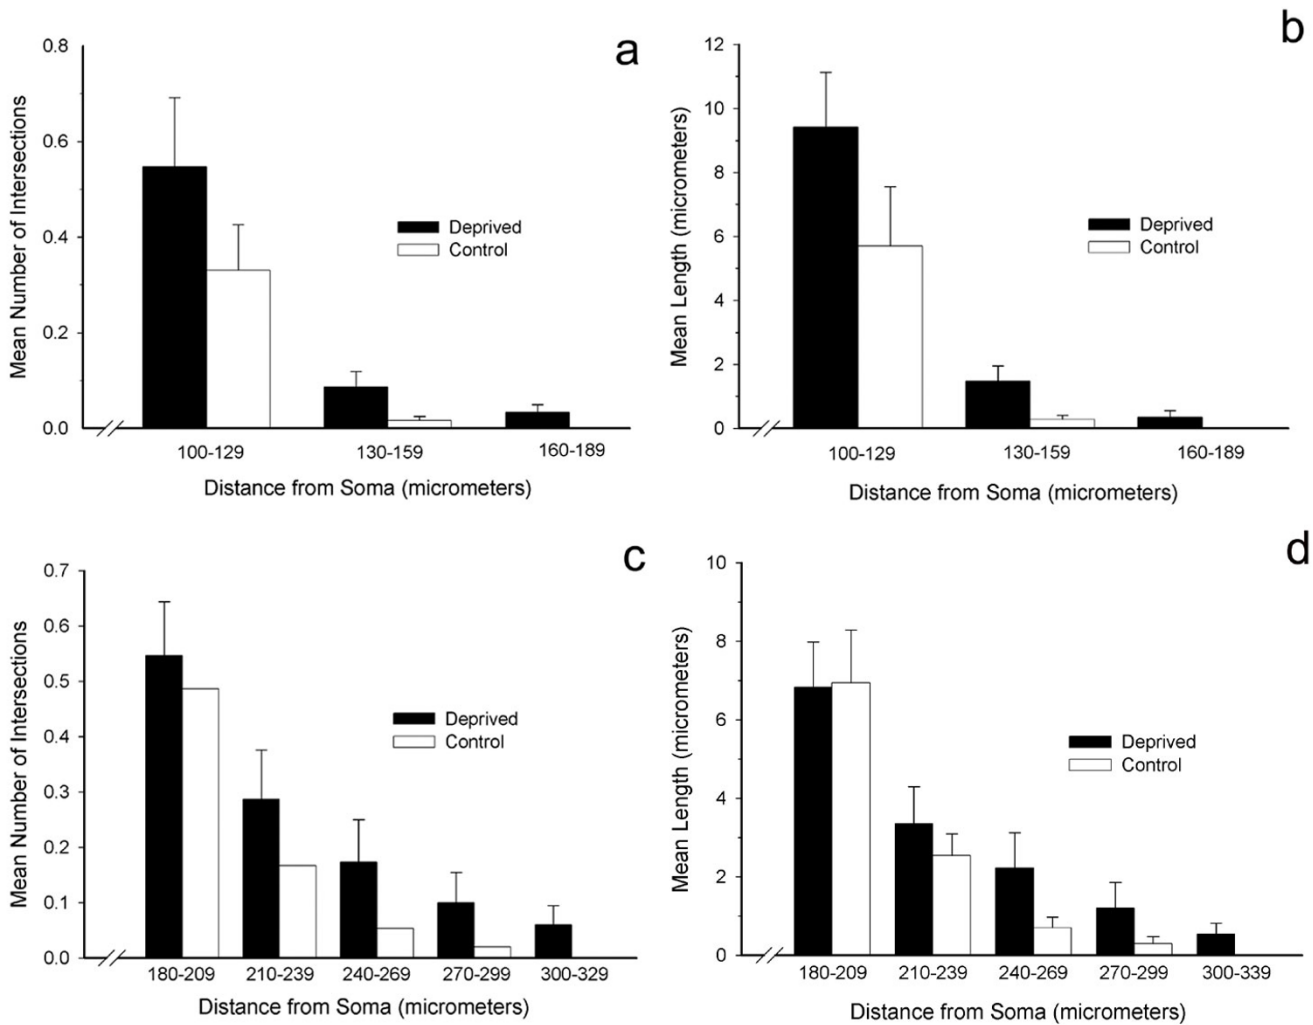 a
0.8
0.6
0.4
0.2
0.0
Mean Number of Intersections
Deprived
Control
100-129
130-159
160-189
Distance from Soma (micrometers)
b
12
10
8
6
4
2
0
Mean Length (micrometers)
Deprived
Control
100-129
130-159
160-189
Distance from Soma (micrometers)
c
0.7
0.6
0.5
0.4
0.3
0.2
0.1
0.0
Mean Number of Intersections
Deprived
Control
180-209
210-239
240-269
270-299
300-329
Distance from Soma (micrometers)
d
10
8
6
4
2
0
Mean Length (micrometers)
Deprived
Control
180-209
210-239
240-269
270-299
300-339
Distance from Soma (micrometers)